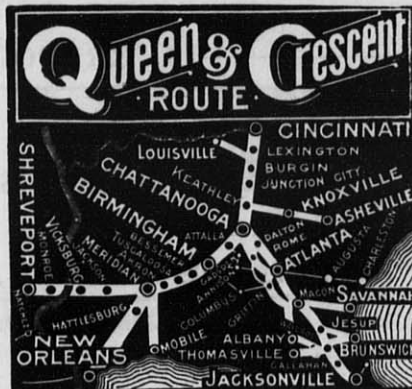 Queen & Crescent
· ROUTE ·
CINCINNATI
LOUISVILLE
LEXINGTON
BURGIN
JUNCTION CITY
KEATHLEY
CHATTANOOGA
KNOXVILLE
ASHEVILLE
SHREVEPORT
BIRMINGHAM
ATTALLA
DALTON
ROME
ATLANTA
AUGUSTA
CHARLESTON
MONROE
VICKSBURG
JACKSON
MERIDIAN
BESSEMER
TUSCALOOSA
ANNISTON
COLUMBUS
GRIFFIN
MACON
SAVANNAH
HATTIESBURG
JESUP
NEW
ORLEANS
MOBILE
ALBANY
THOMASVILLE
BRUNSWICK
CALLAHAN
JACKSONVILLE